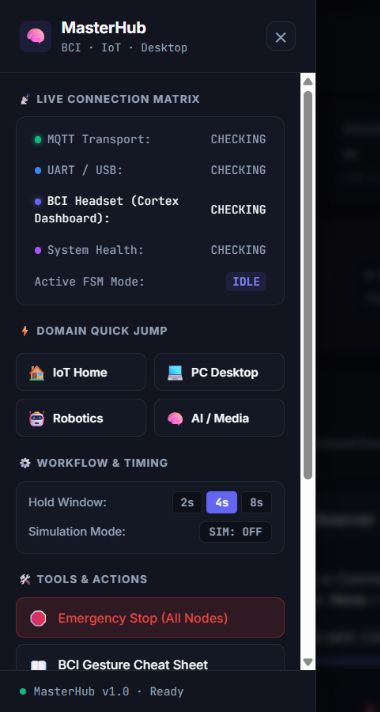 MasterHub
BCI · IoT · Desktop
LIVE CONNECTION MATRIX
MQTT Transport: CHECKING
UART / USB: CHECKING
BCI Headset (Cortex
Dashboard): CHECKING
System Health: CHECKING
Active FSM Mode: IDLE
DOMAIN QUICK JUMP
IoT Home PC Desktop
Robotics AI / Media
WORKFLOW & TIMING
Hold Window: 2s 4s 8s
Simulation Mode: SIM: OFF
TOOLS & ACTIONS
Emergency Stop (All Nodes)
BCI Gesture Cheat Sheet
MasterHub v1.0 · Ready